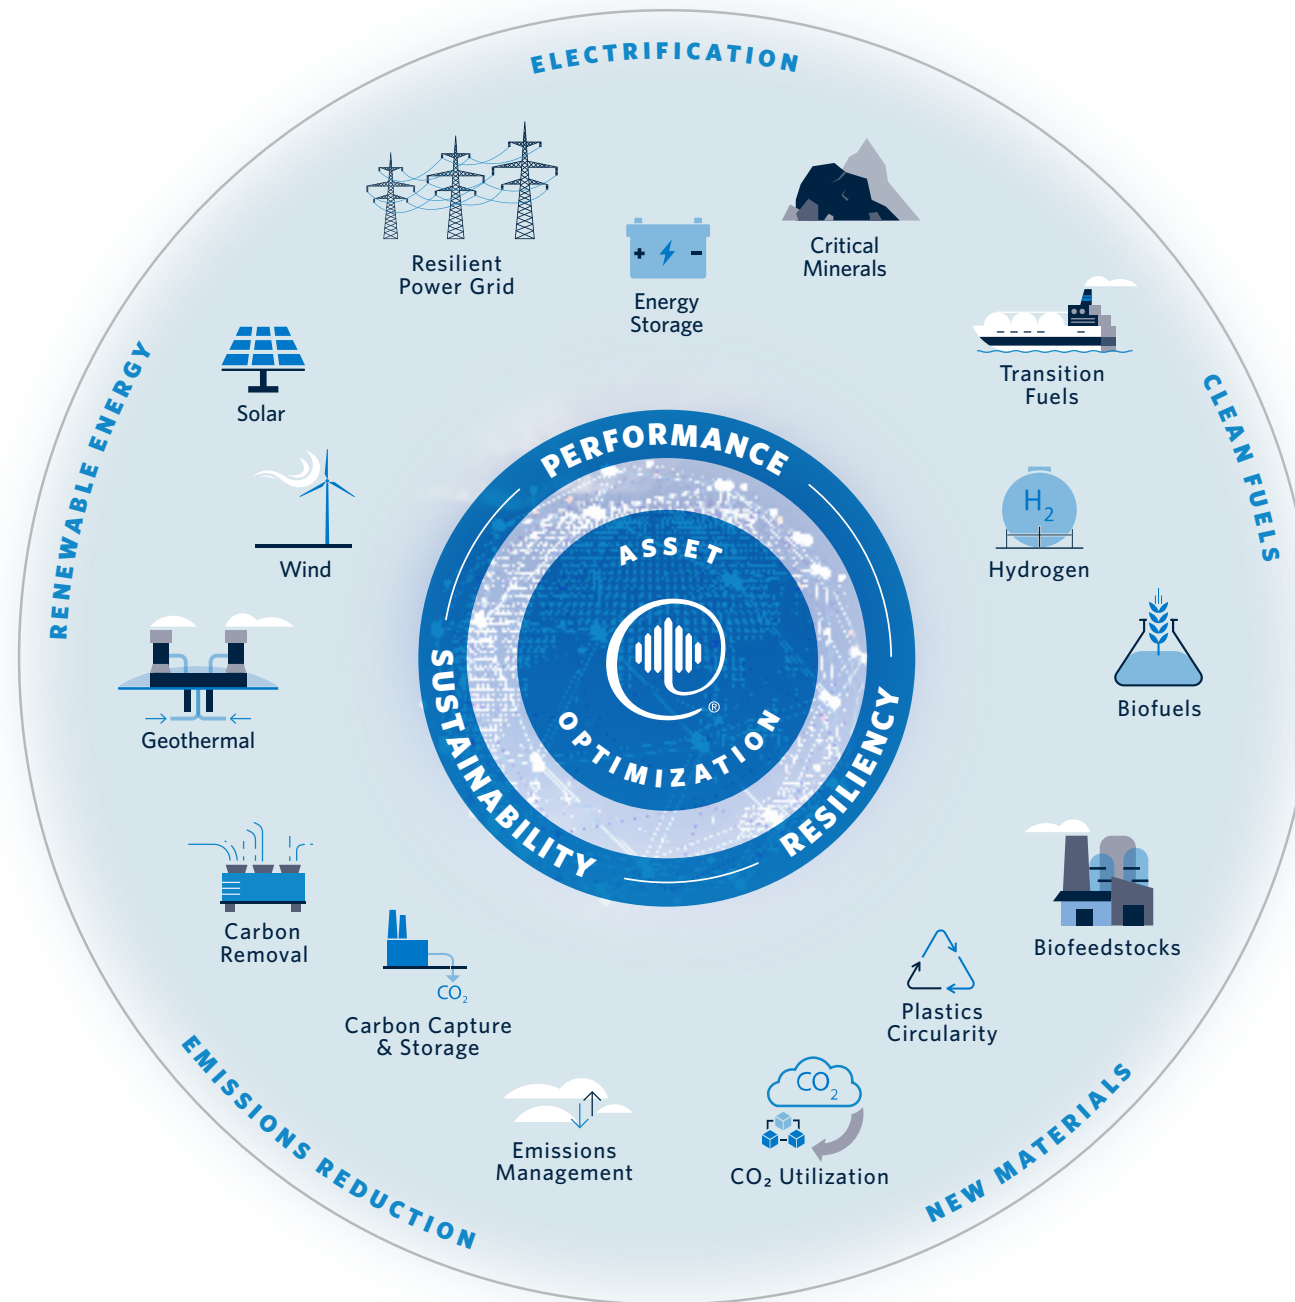 ELECTRIFICATION
Resilient
Power Grid
Energy
Storage
Critical
Minerals
CLEAN FUELS
Transition
Fuels
H₂
Hydrogen
Biofuels
NEW MATERIALS
Biofeedstocks
Plastics
Circularity
CO₂
CO₂ Utilization
EMISSIONS REDUCTION
Emissions
Management
CO₂
Carbon Capture
& Storage
Carbon
Removal
RENEWABLE ENERGY
Solar
Wind
Geothermal
PERFORMANCE
RESILIENCY
SUSTAINABILITY
ASSET
®
OPTIMIZATION